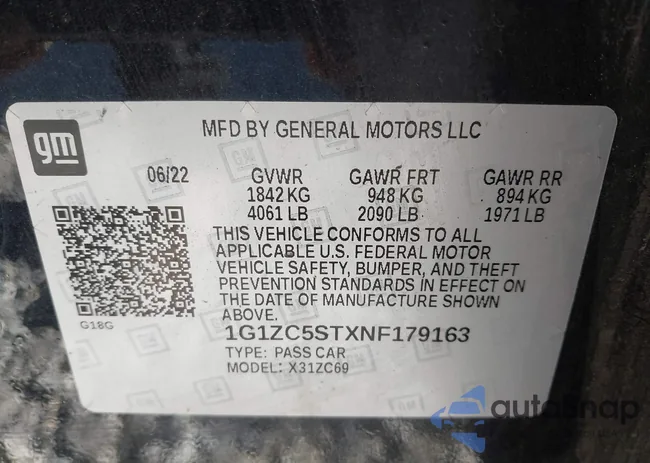 gm
MFD BY GENERAL MOTORS LLC
06/22 GVWR GAWR FRT GAWR RR
1842 KG 948 KG 894 KG
4061 LB 2090 LB 1971 LB
THIS VEHICLE CONFORMS TO ALL
APPLICABLE U.S. FEDERAL MOTOR
VEHICLE SAFETY, BUMPER, AND THEFT
PREVENTION STANDARDS IN EFFECT ON
THE DATE OF MANUFACTURE SHOWN
ABOVE.
G18G
1G1ZC5STXNF179163
TYPE: PASS CAR
MODEL: X31ZC69
autosnap